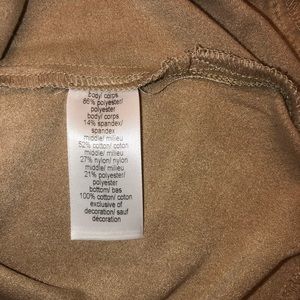 body/ corps
86% polyester/
polyester
body/ corps
14% spandex/
spandex
middle/ milieu
52% cotton/ coton
middle/ milieu
27% nylon/ nylon
middle/ milieu
21% polyester/
polyester
bottom/ bas
100% cotton/ coton
exclusive of
decoration/ sauf
décoration